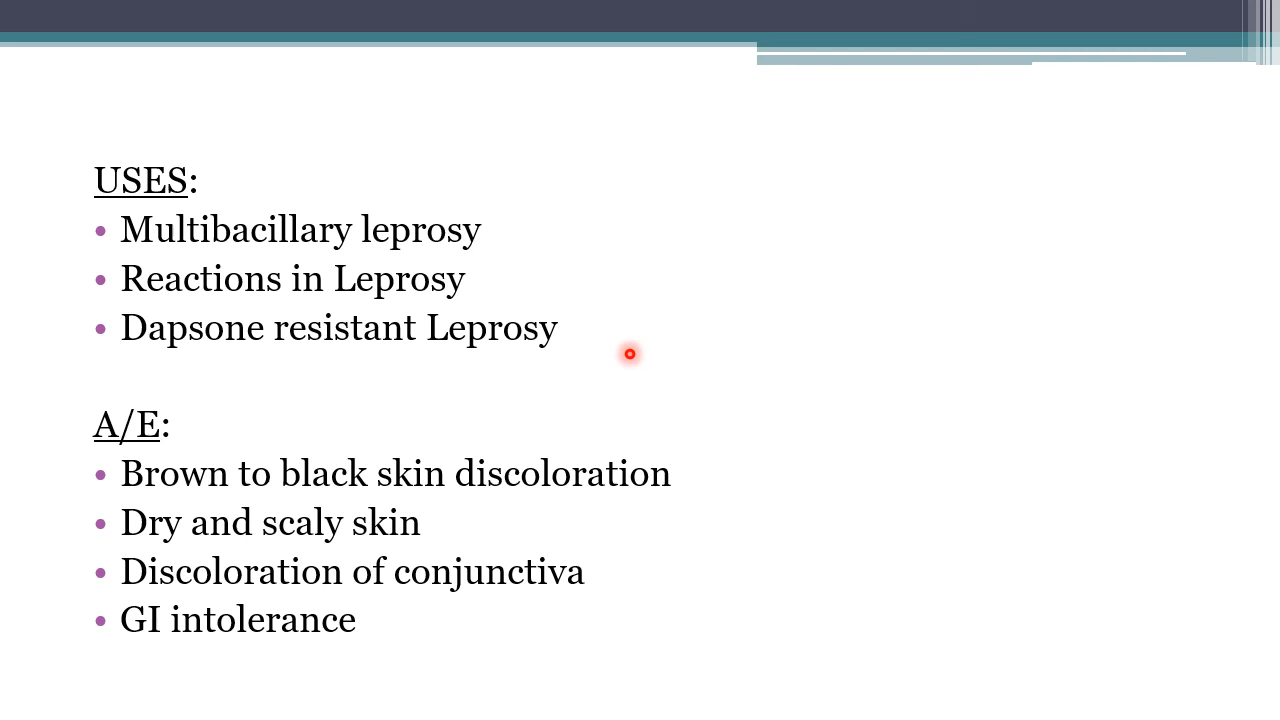 USES:
• Multibacillary leprosy
• Reactions in Leprosy
• Dapsone resistant Leprosy
A/E:
• Brown to black skin discoloration
• Dry and scaly skin
• Discoloration of conjunctiva
• GI intolerance